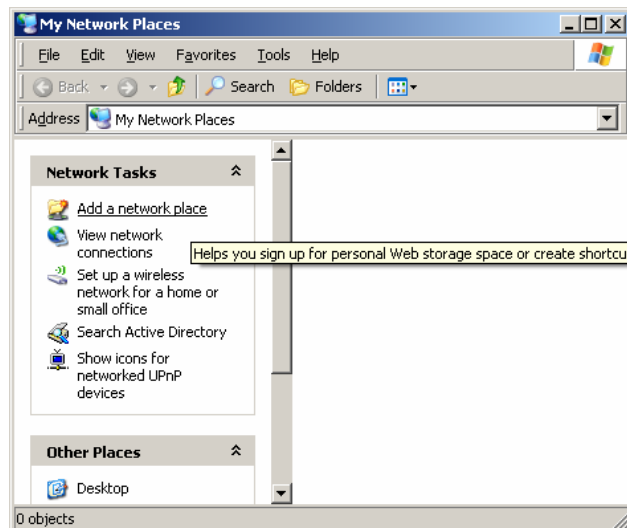 My Network Places
File Edit View Favorites Tools Help
Back Search Folders
Address My Network Places
Network Tasks
Add a network place
View network
connections
Helps you sign up for personal Web storage space or create shortcu
Set up a wireless
network for a home or
small office
Search Active Directory
Show icons for
networked UPnP
devices
Other Places
Desktop
0 objects